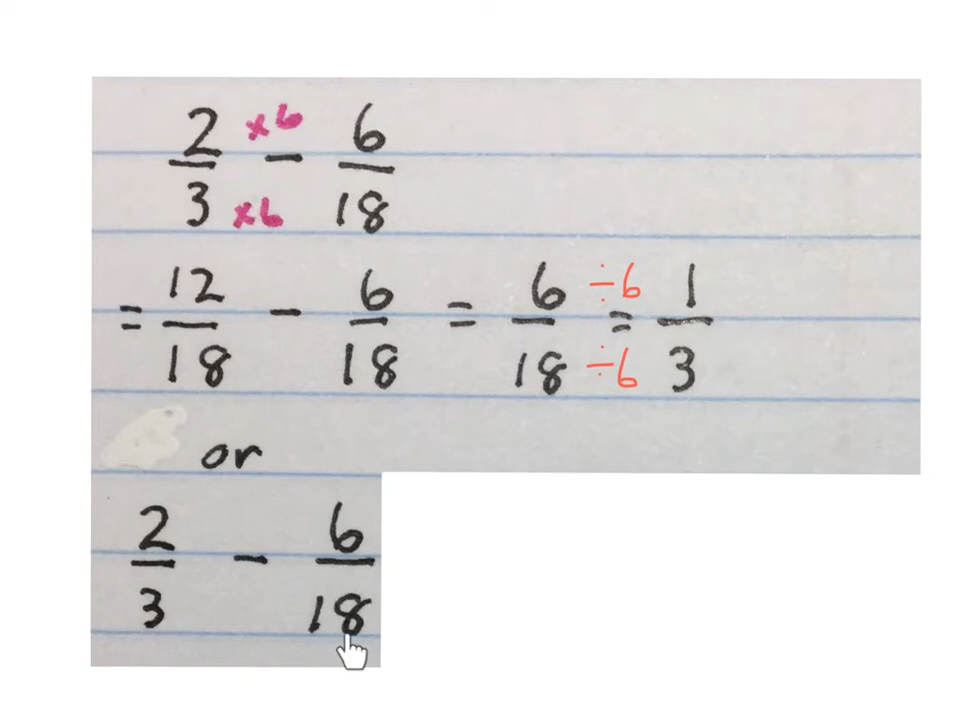 2/3 ×6 ×6 − 6/18
= 12/18 − 6/18 = 6/18 ÷6 ÷6 = 1/3
or
2/3 − 6/18